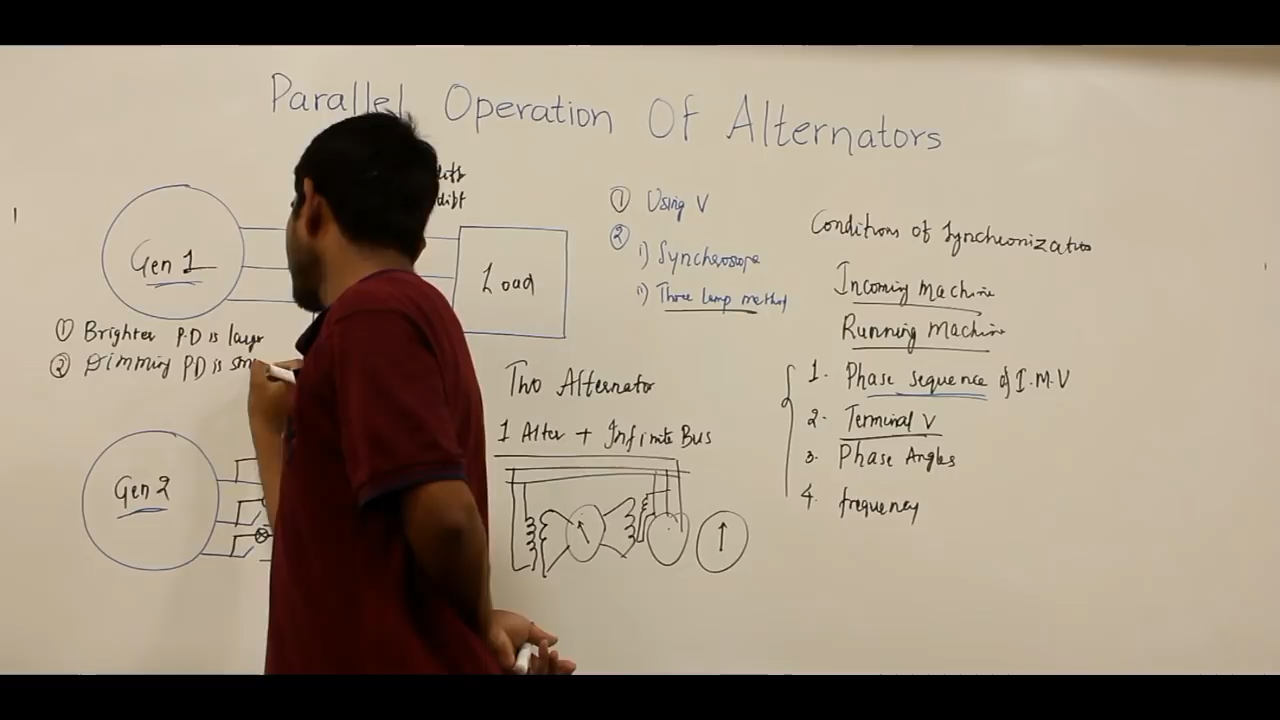 Parallel Operation Of Alternators
Gen 1
Load
① Brighter P.D is large
② Dimming PD is sm
Gen 2
① Using V
②
i) Synchroscope
ii) Three lamp method
Two Alternator
1 Alter + Infinite Bus
Conditions of Synchronization
Incoming Machine
Running Machine
1. Phase sequence of I.M.V
2. Terminal V
3. Phase Angles
4. frequency